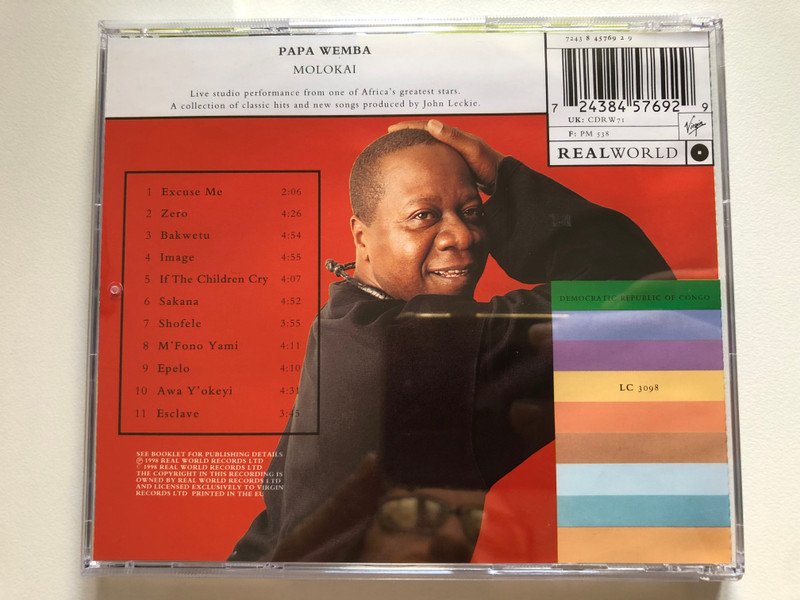 PAPA WEMBA
MOLOKAI
Live studio performance from one of Africa's greatest stars.
A collection of classic hits and new songs produced by John Leckie.
7243 8 45769 2 9
7 24384 57692 9
UK: CDRW71
F: PM 538
Virgin
REALWORLD
1 Excuse Me 2:06
2 Zero 4:26
3 Bakwetu 4:54
4 Image 4:55
5 If The Children Cry 4:07
6 Sakana 4:52
7 Shofele 3:55
8 M'Fono Yami 4:11
9 Epelo 4:10
10 Awa Y'okeyi 4:31
11 Esclave 3:45
DEMOCRATIC REPUBLIC OF CONGO
LC 3098
SEE BOOKLET FOR PUBLISHING DETAILS
℗ 1998 REAL WORLD RECORDS LTD
© 1998 REAL WORLD RECORDS LTD
THE COPYRIGHT IN THIS RECORDING IS
OWNED BY REAL WORLD RECORDS LTD
AND LICENSED EXCLUSIVELY TO VIRGIN
RECORDS LTD PRINTED IN THE EU